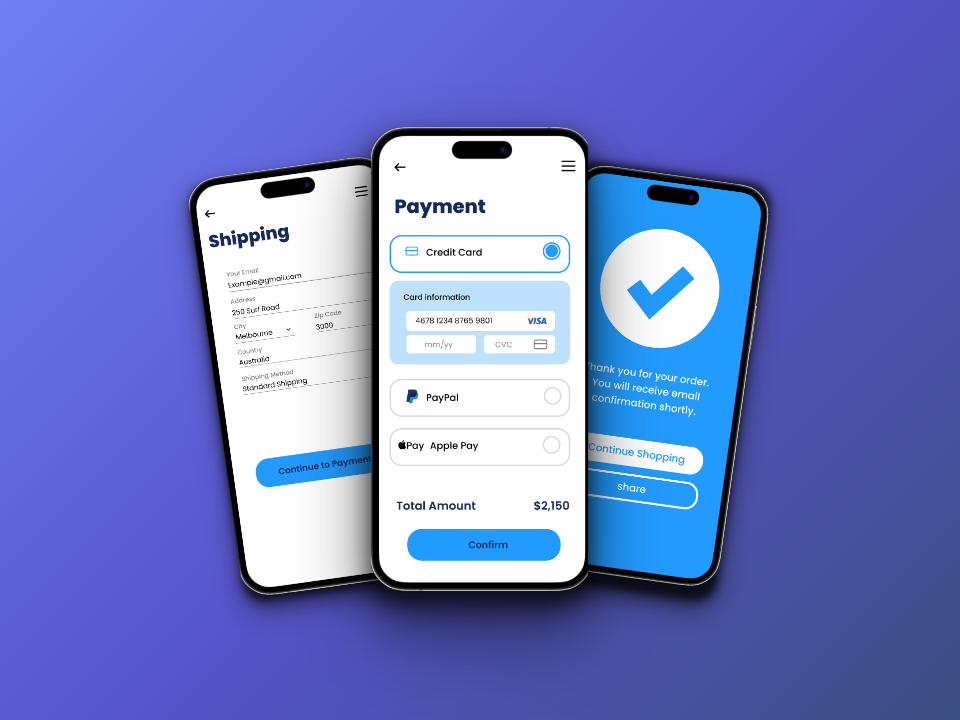 Shipping
Your Email
Example@gmail.com
Address
250 Surf Road
City
Zip Code
Melbourne
3000
Country
Australia
Shipping Method
Standard Shipping
Continue to Payment
Payment
Credit Card
Card information
4678 1234 8765 9801 VISA
mm/yy CVC
PayPal
Pay Apple Pay
Total Amount $2,150
Confirm
Thank you for your order.
You will receive email
confirmation shortly.
Continue Shopping
share